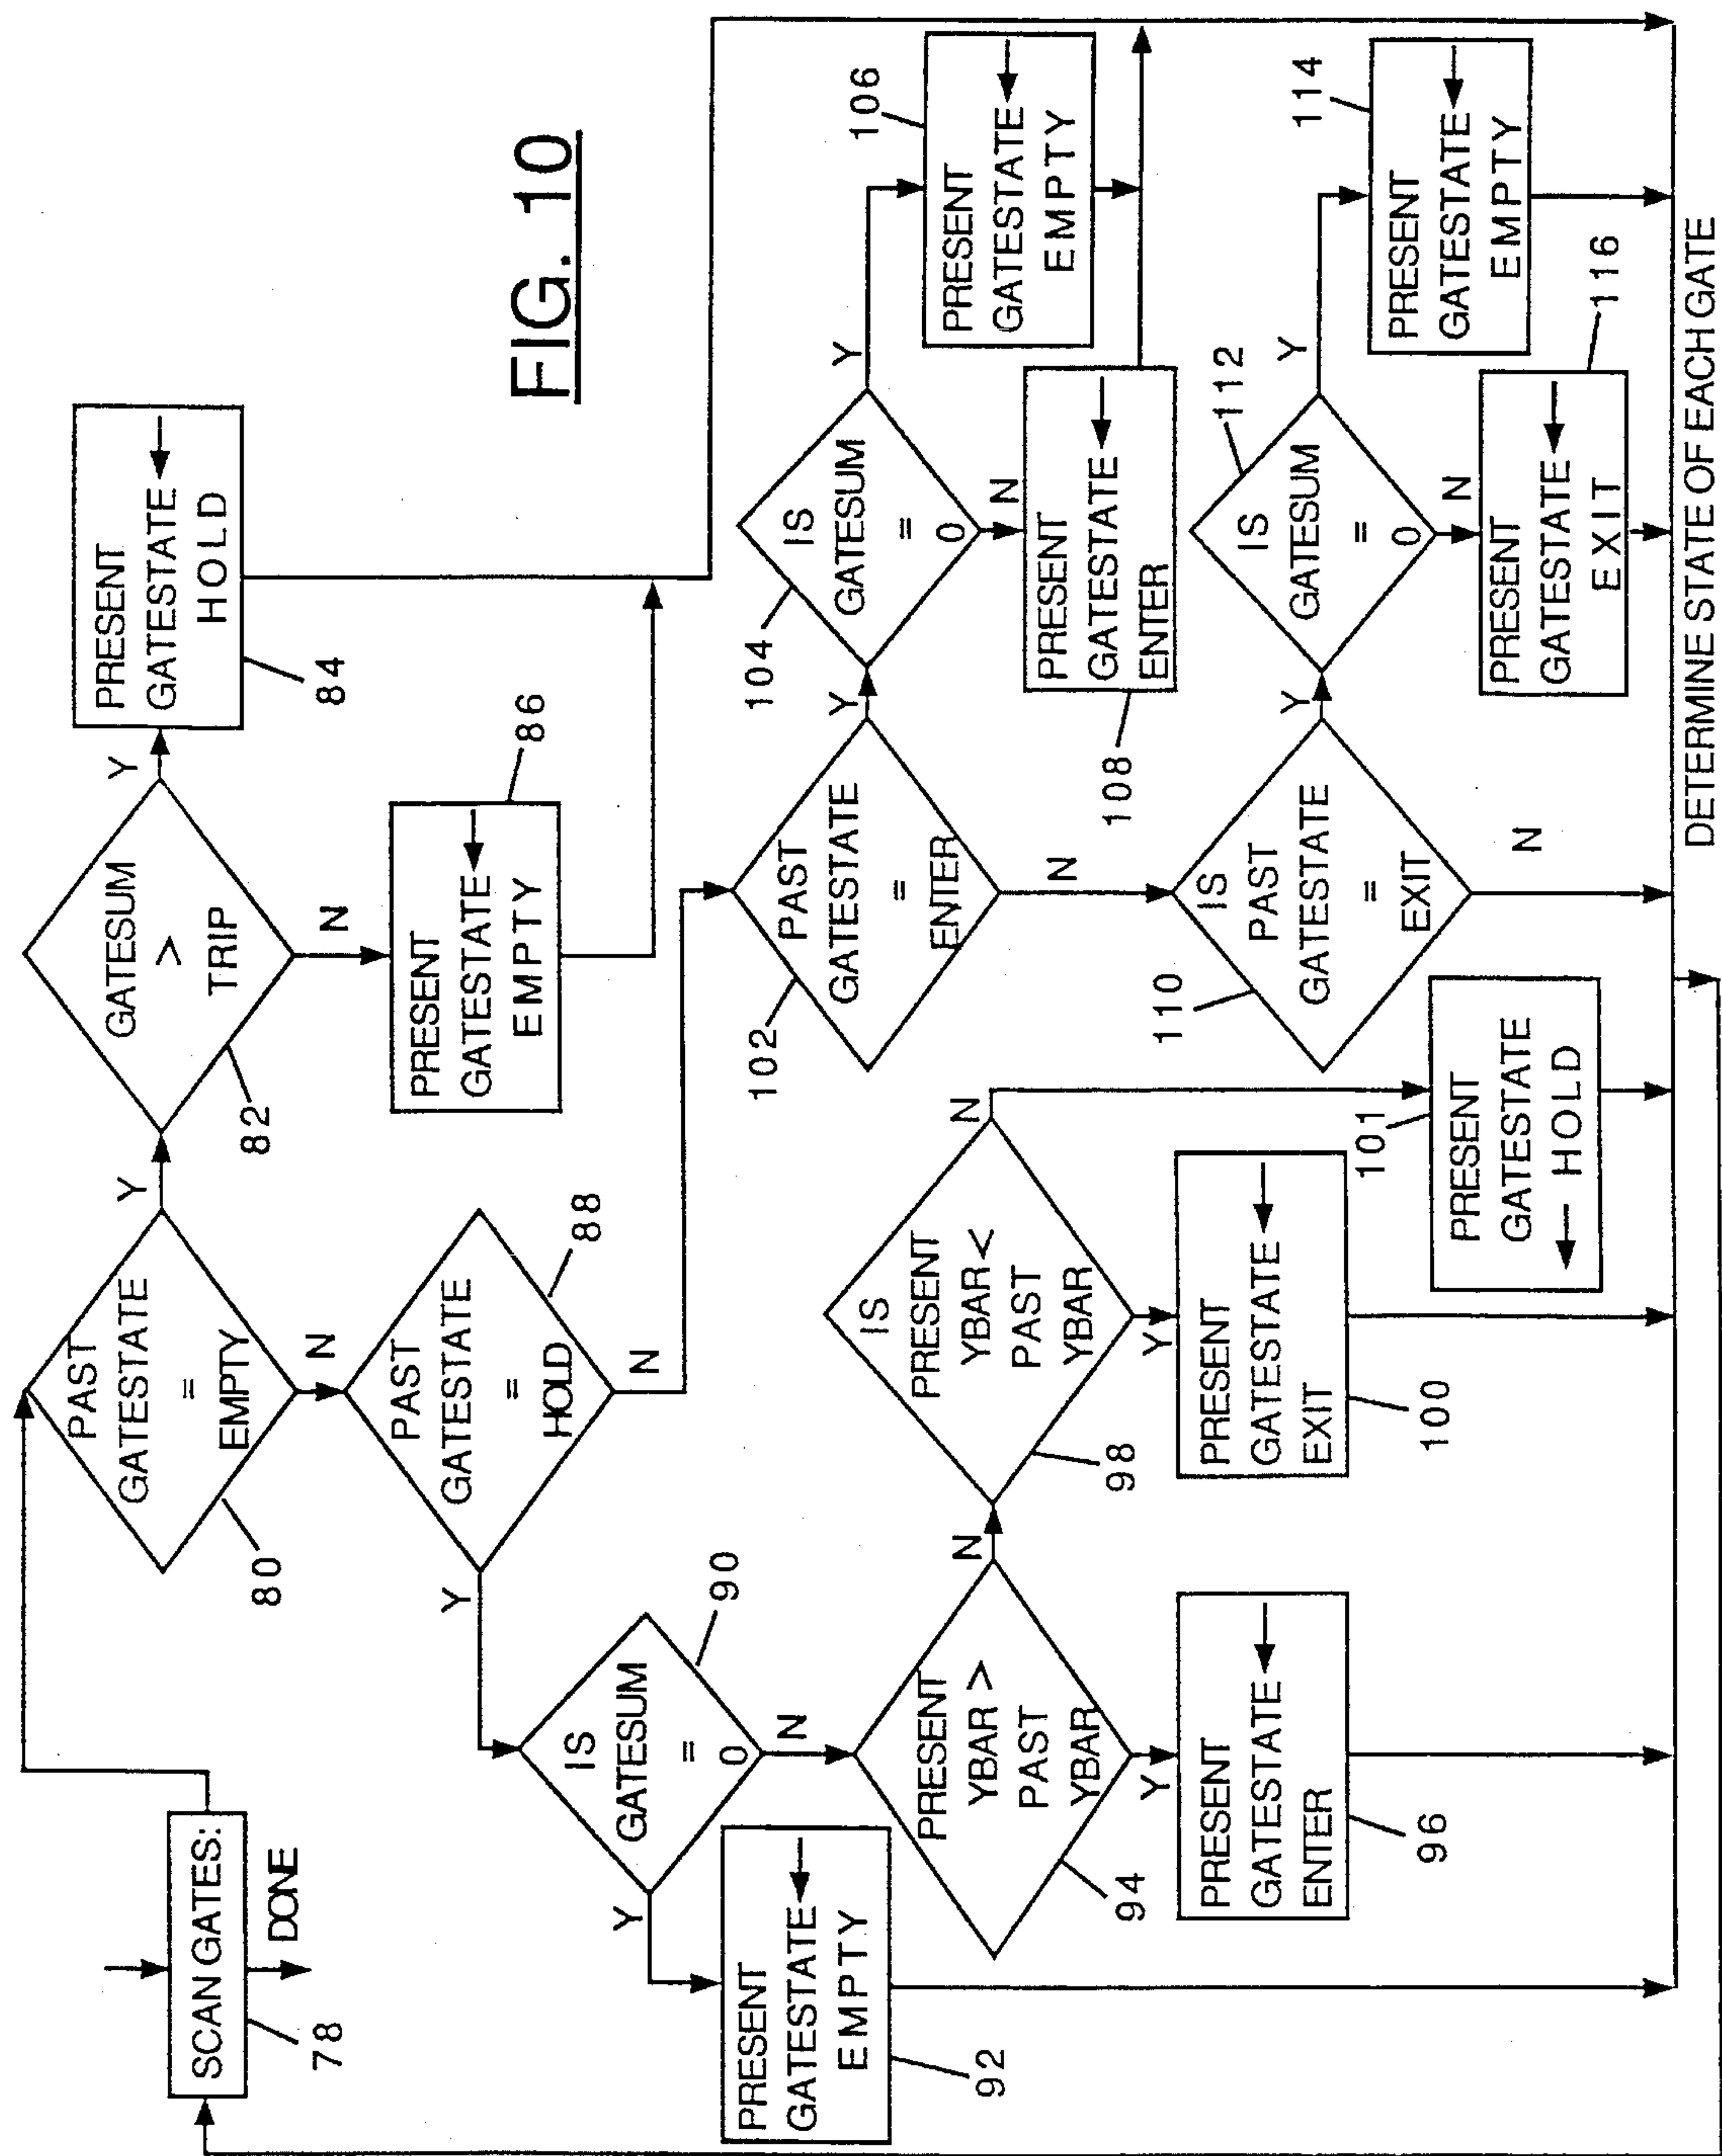 SCAN GATES:
DONE
78
PAST
GATESTATE
=
EMPTY
80
Y
N
GATESUM
>
TRIP
82
Y
N
PRESENT
GATESTATE←
HOLD
84
PRESENT
GATESTATE←
EMPTY
86
PAST
GATESTATE
=
HOLD
88
Y
N
IS
GATESUM
=
0
90
Y
N
PRESENT
GATESTATE←
EMPTY
92
PRESENT
YBAR >
PAST
YBAR
94
N
Y
PRESENT
GATESTATE←
ENTER
96
IS
PRESENT
YBAR <
PAST
YBAR
98
N
Y
PRESENT
GATESTATE←
EXIT
100
PRESENT
GATESTATE
← HOLD
101
PAST
GATESTATE
=
ENTER
102
Y
N
IS
GATESUM
=
0
104
Y
N
PRESENT
GATESTATE←
EMPTY
106
PRESENT
GATESTATE←
ENTER
108
IS
PAST
GATESTATE
=
EXIT
110
Y
N
IS
GATESUM
=
0
112
Y
N
PRESENT
GATESTATE←
EMPTY
114
PRESENT
GATESTATE←
EXIT
116
DETERMINE STATE OF EACH GATE
FIG. 10